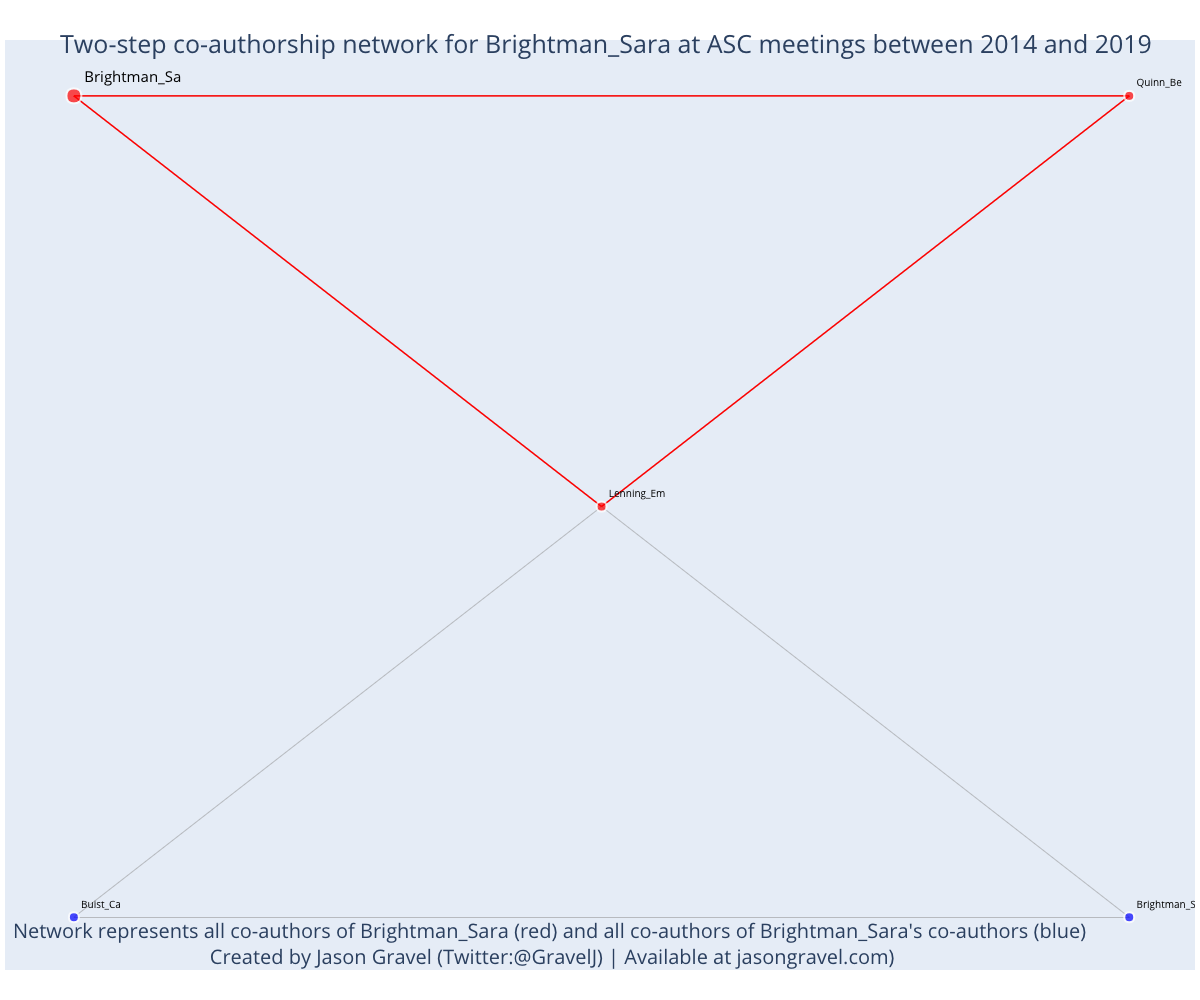 Two-step co-authorship network for Brightman_Sara at ASC meetings between 2014 and 2019
Brightman_Sa
Quinn_Be
Lenning_Em
Buist_Ca
Brightman_S
Network represents all co-authors of Brightman_Sara (red) and all co-authors of Brightman_Sara's co-authors (blue)
Created by Jason Gravel (Twitter:@GravelJ) | Available at jasongravel.com)